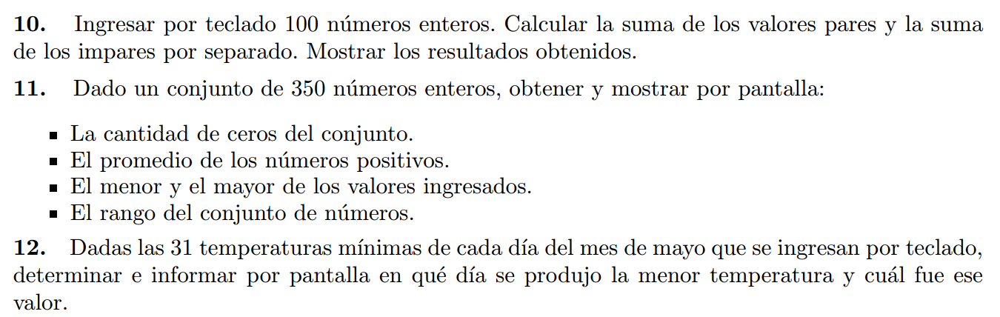 10. Ingresar por teclado 100 números enteros. Calcular la suma de los valores pares y la suma
de los impares por separado. Mostrar los resultados obtenidos.
11. Dado un conjunto de 350 números enteros, obtener y mostrar por pantalla:
▪ La cantidad de ceros del conjunto.
▪ El promedio de los números positivos.
▪ El menor y el mayor de los valores ingresados.
▪ El rango del conjunto de números.
12. Dadas las 31 temperaturas mínimas de cada día del mes de mayo que se ingresan por teclado,
determinar e informar por pantalla en qué día se produjo la menor temperatura y cuál fue ese
valor.